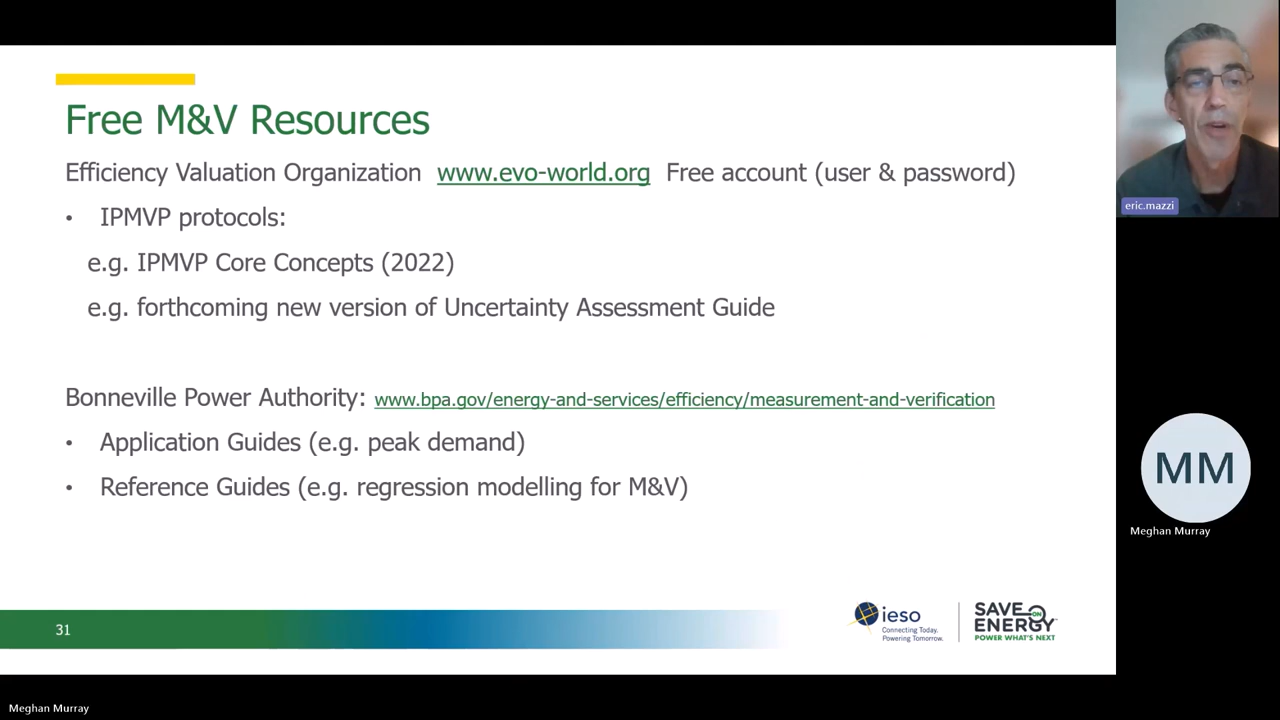 Free M&V Resources
Efficiency Valuation Organization www.evo-world.org Free account (user & password)
• IPMVP protocols:
e.g. IPMVP Core Concepts (2022)
e.g. forthcoming new version of Uncertainty Assessment Guide
Bonneville Power Authority: www.bpa.gov/energy-and-services/efficiency/measurement-and-verification
• Application Guides (e.g. peak demand)
• Reference Guides (e.g. regression modelling for M&V)
31
ieso
Connecting Today.
Powering Tomorrow.
SAVE ON
ENERGY
POWER WHAT'S NEXT
eric.mazzi
MM
Meghan Murray
Meghan Murray